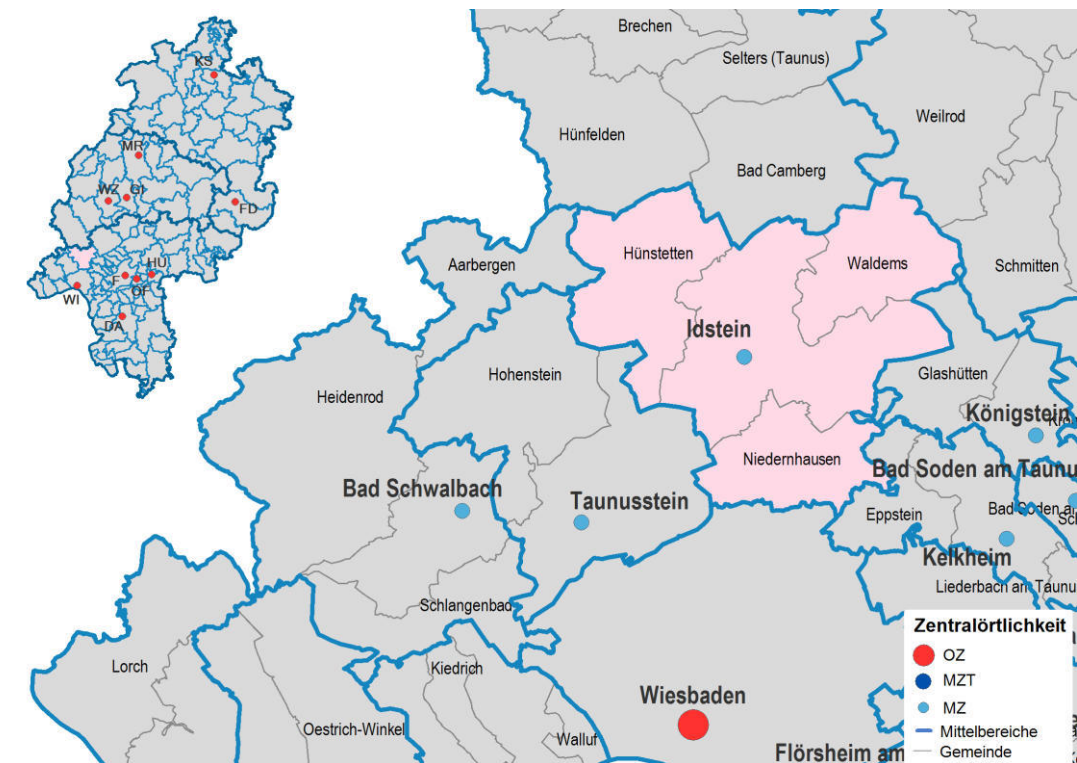 KS
MR
WZ
GI
FD
HU
F
OF
WI
DA
Brechen
Selters (Taunus)
Weilrod
Hünfelden
Bad Camberg
Hünstetten
Waldems
Aarbergen
Schmitten
Idstein
Hohenstein
Glashütten
Heidenrod
Königstein
Niedernhausen
Bad Soden am Taunu
Bad Schwalbach
Taunusstein
Eppstein
Bad Soden a
Kelkheim
Liederbach am Taunu
Schlangenbad
Lorch
Kiedrich
Wiesbaden
Oestrich-Winkel
Walluf
Flörsheim am
Zentralörtlichkeit
OZ
MZT
MZ
Mittelbereiche
Gemeinde